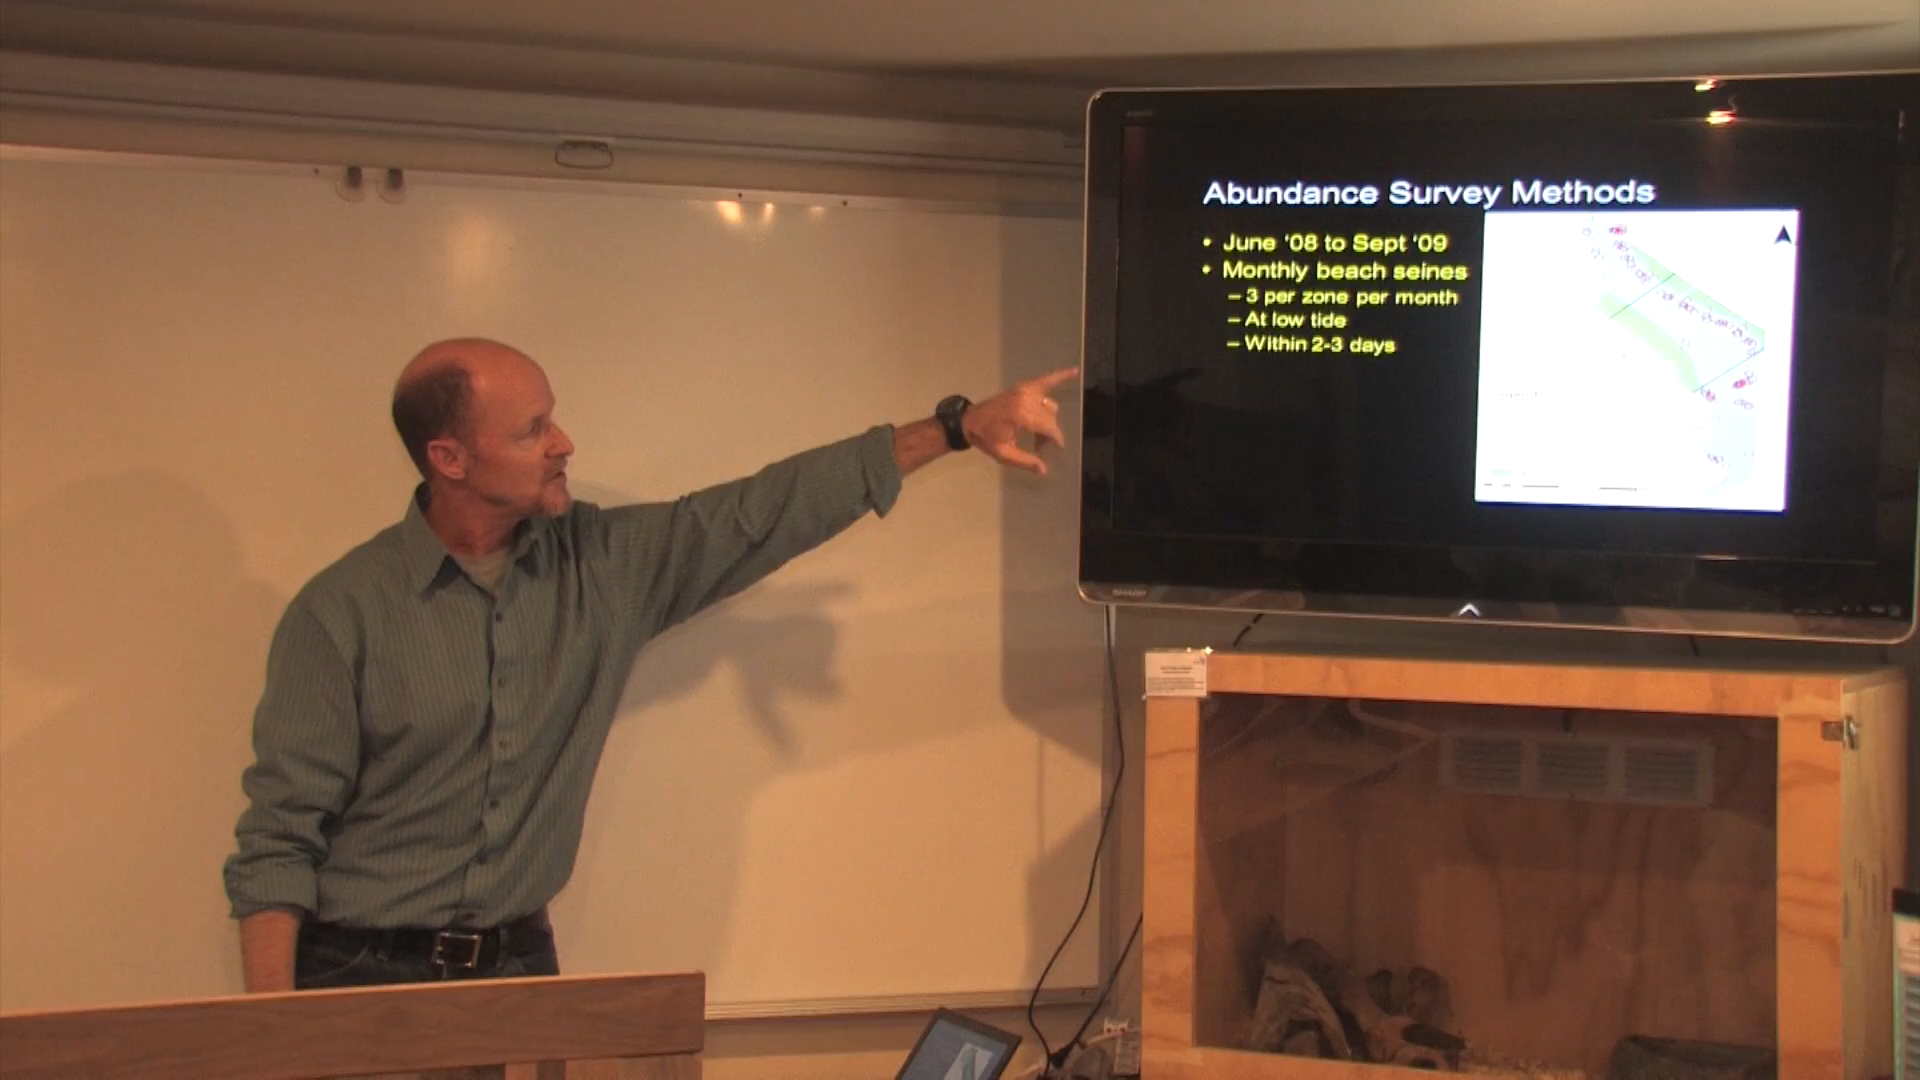 Abundance Survey Methods
• June '08 to Sept '09
• Monthly beach seines
– 3 per zone per month
– At low tide
– Within 2-3 days
SHARP